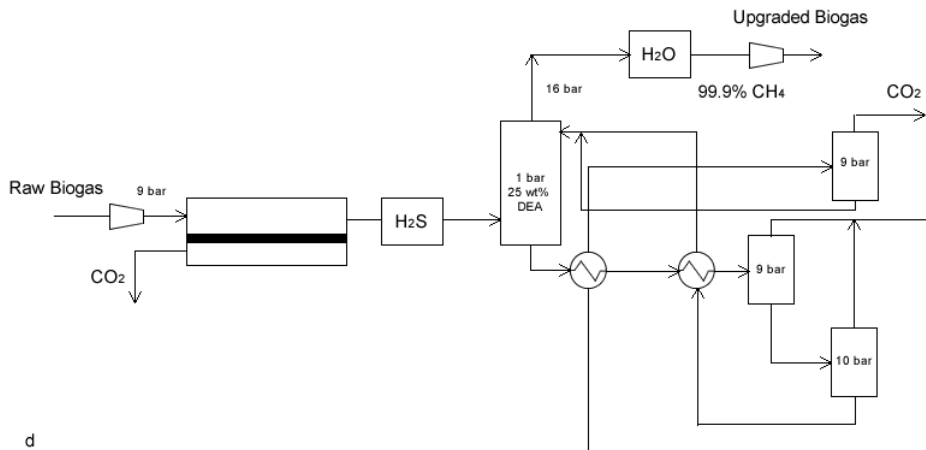 Upgraded Biogas
H2O
16 bar
99.9% CH4
CO2
9 bar
Raw Biogas
9 bar
1 bar
25 wt%
DEA
H2S
CO2
9 bar
10 bar
d